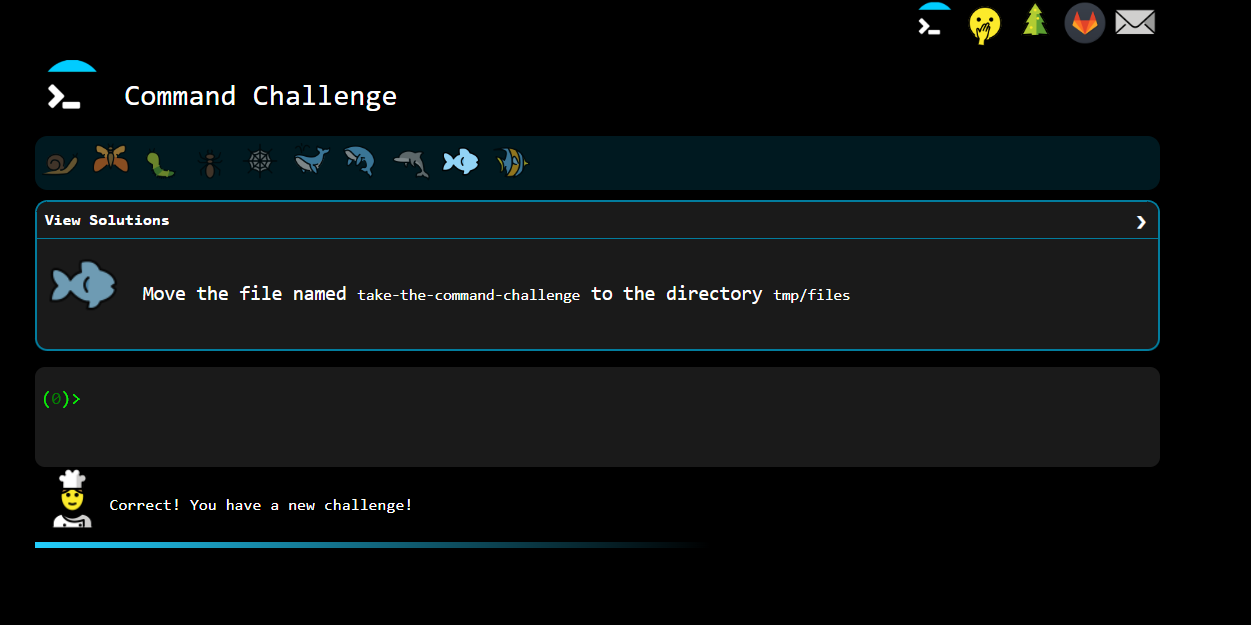 Command Challenge
View Solutions
Move the file named take-the-command-challenge to the directory tmp/files
(0)>
Correct! You have a new challenge!